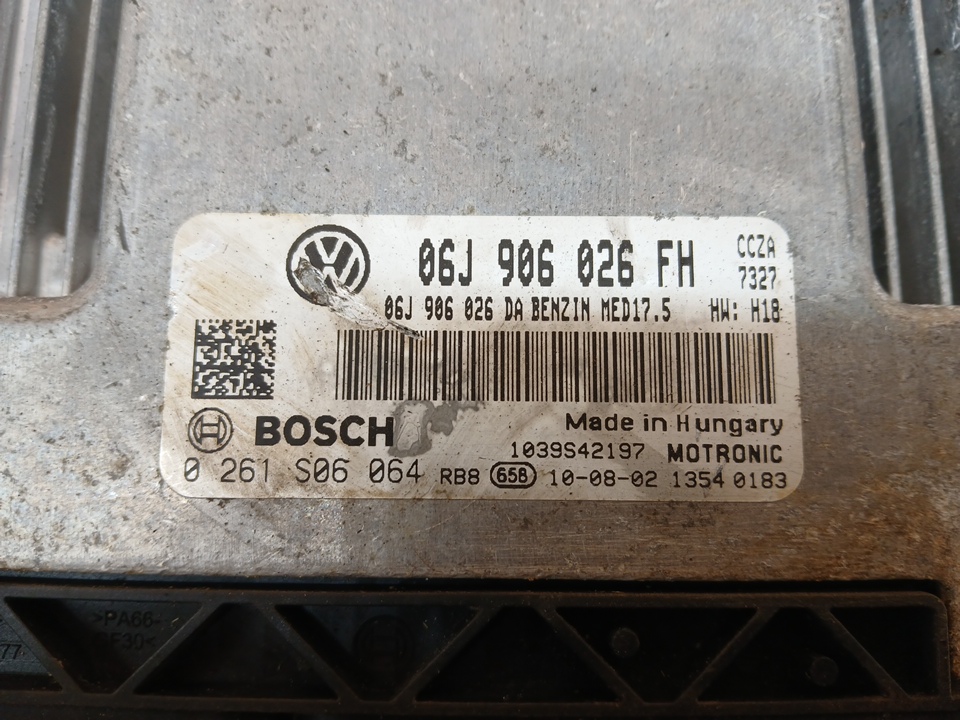 06J 906 026 FH
CCZA
7327
06J 906 026 DA BENZIN MED17.5 HW: H18
BOSCH
Made in Hungary
1039S42197 MOTRONIC
0 261 S06 064 RB8 65B 10-08-02 1354 0183
>PA66-